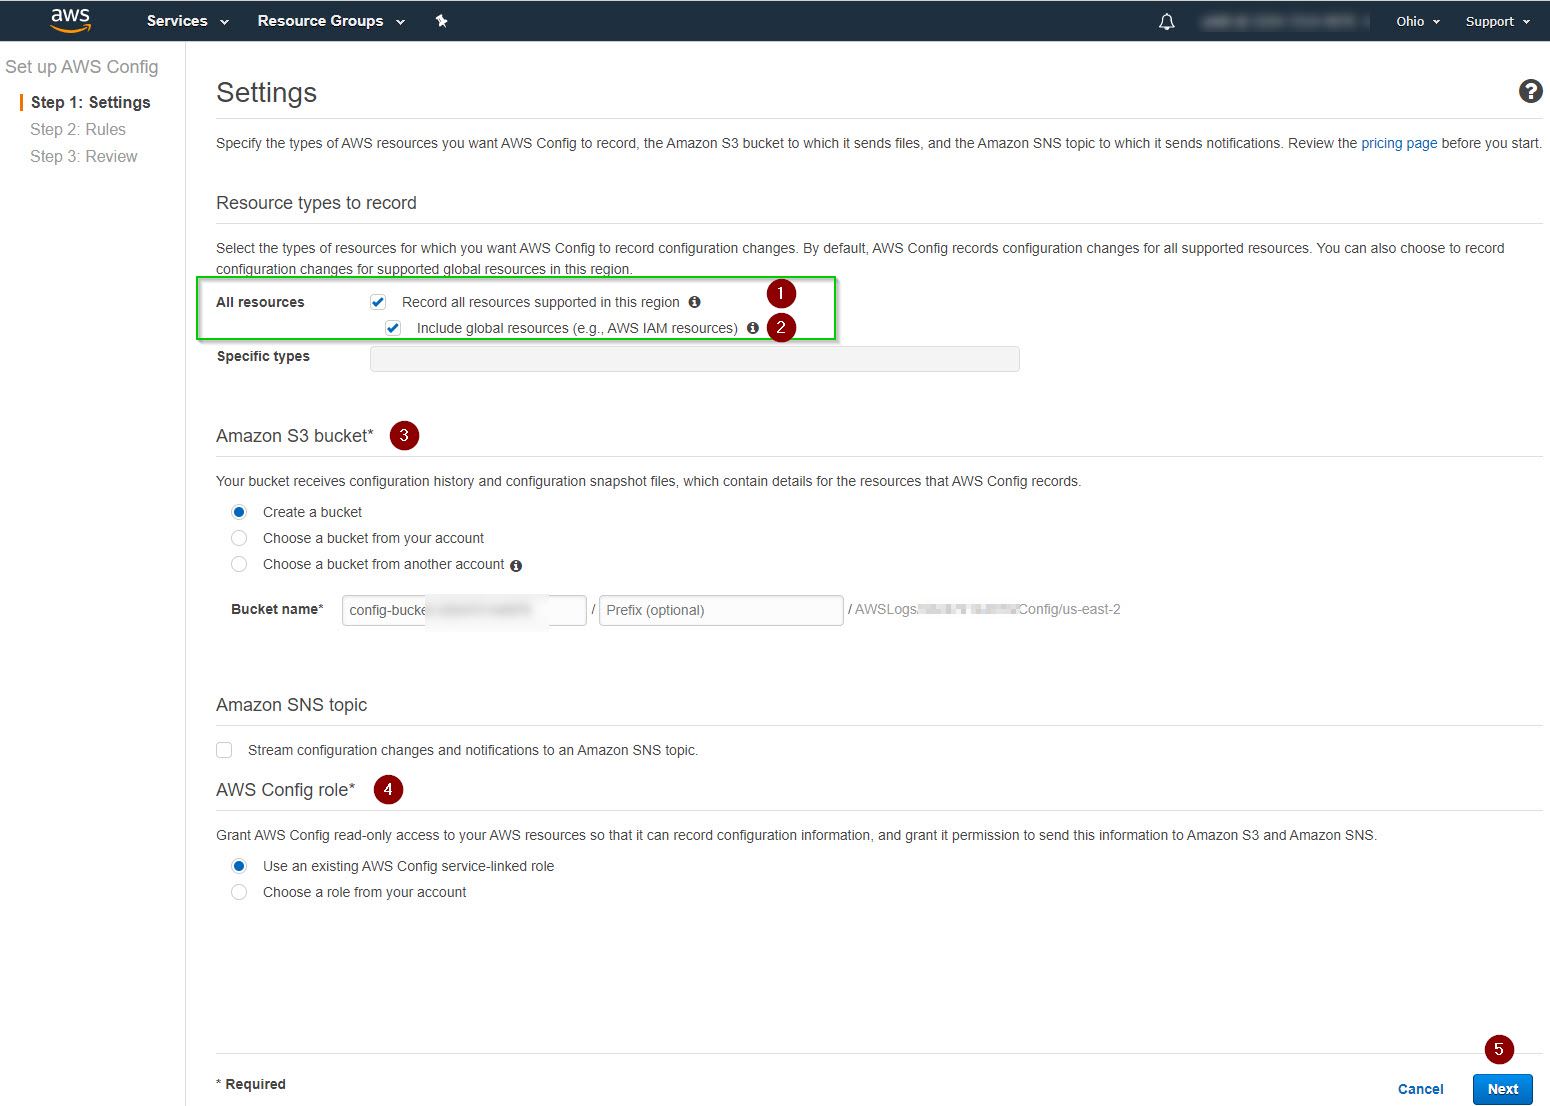 aws Services Resource Groups Ohio Support
Set up AWS Config
Step 1: Settings
Step 2: Rules
Step 3: Review
Settings
?
Specify the types of AWS resources you want AWS Config to record, the Amazon S3 bucket to which it sends files, and the Amazon SNS topic to which it sends notifications. Review the pricing page before you start.
Resource types to record
Select the types of resources for which you want AWS Config to record configuration changes. By default, AWS Config records configuration changes for all supported resources. You can also choose to record
configuration changes for supported global resources in this region.
All resources Record all resources supported in this region i 1
Include global resources (e.g., AWS IAM resources) i 2
Specific types
Amazon S3 bucket* 3
Your bucket receives configuration history and configuration snapshot files, which contain details for the resources that AWS Config records.
Create a bucket
Choose a bucket from your account
Choose a bucket from another account i
Bucket name* config-bucke / Prefix (optional) / AWSLogs Config/us-east-2
Amazon SNS topic
Stream configuration changes and notifications to an Amazon SNS topic.
AWS Config role* 4
Grant AWS Config read-only access to your AWS resources so that it can record configuration information, and grant it permission to send this information to Amazon S3 and Amazon SNS.
Use an existing AWS Config service-linked role
Choose a role from your account
5
* Required
Cancel Next